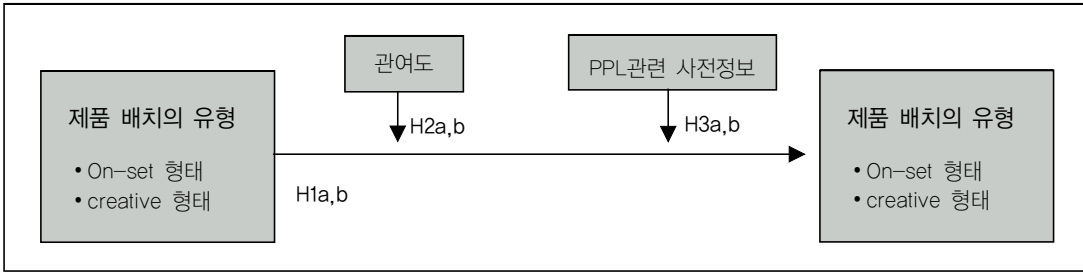 관여도
PPL관련 사전정보
제품 배치의 유형
• On-set 형태
• creative 형태
H2a,b
H3a,b
H1a,b
제품 배치의 유형
• On-set 형태
• creative 형태